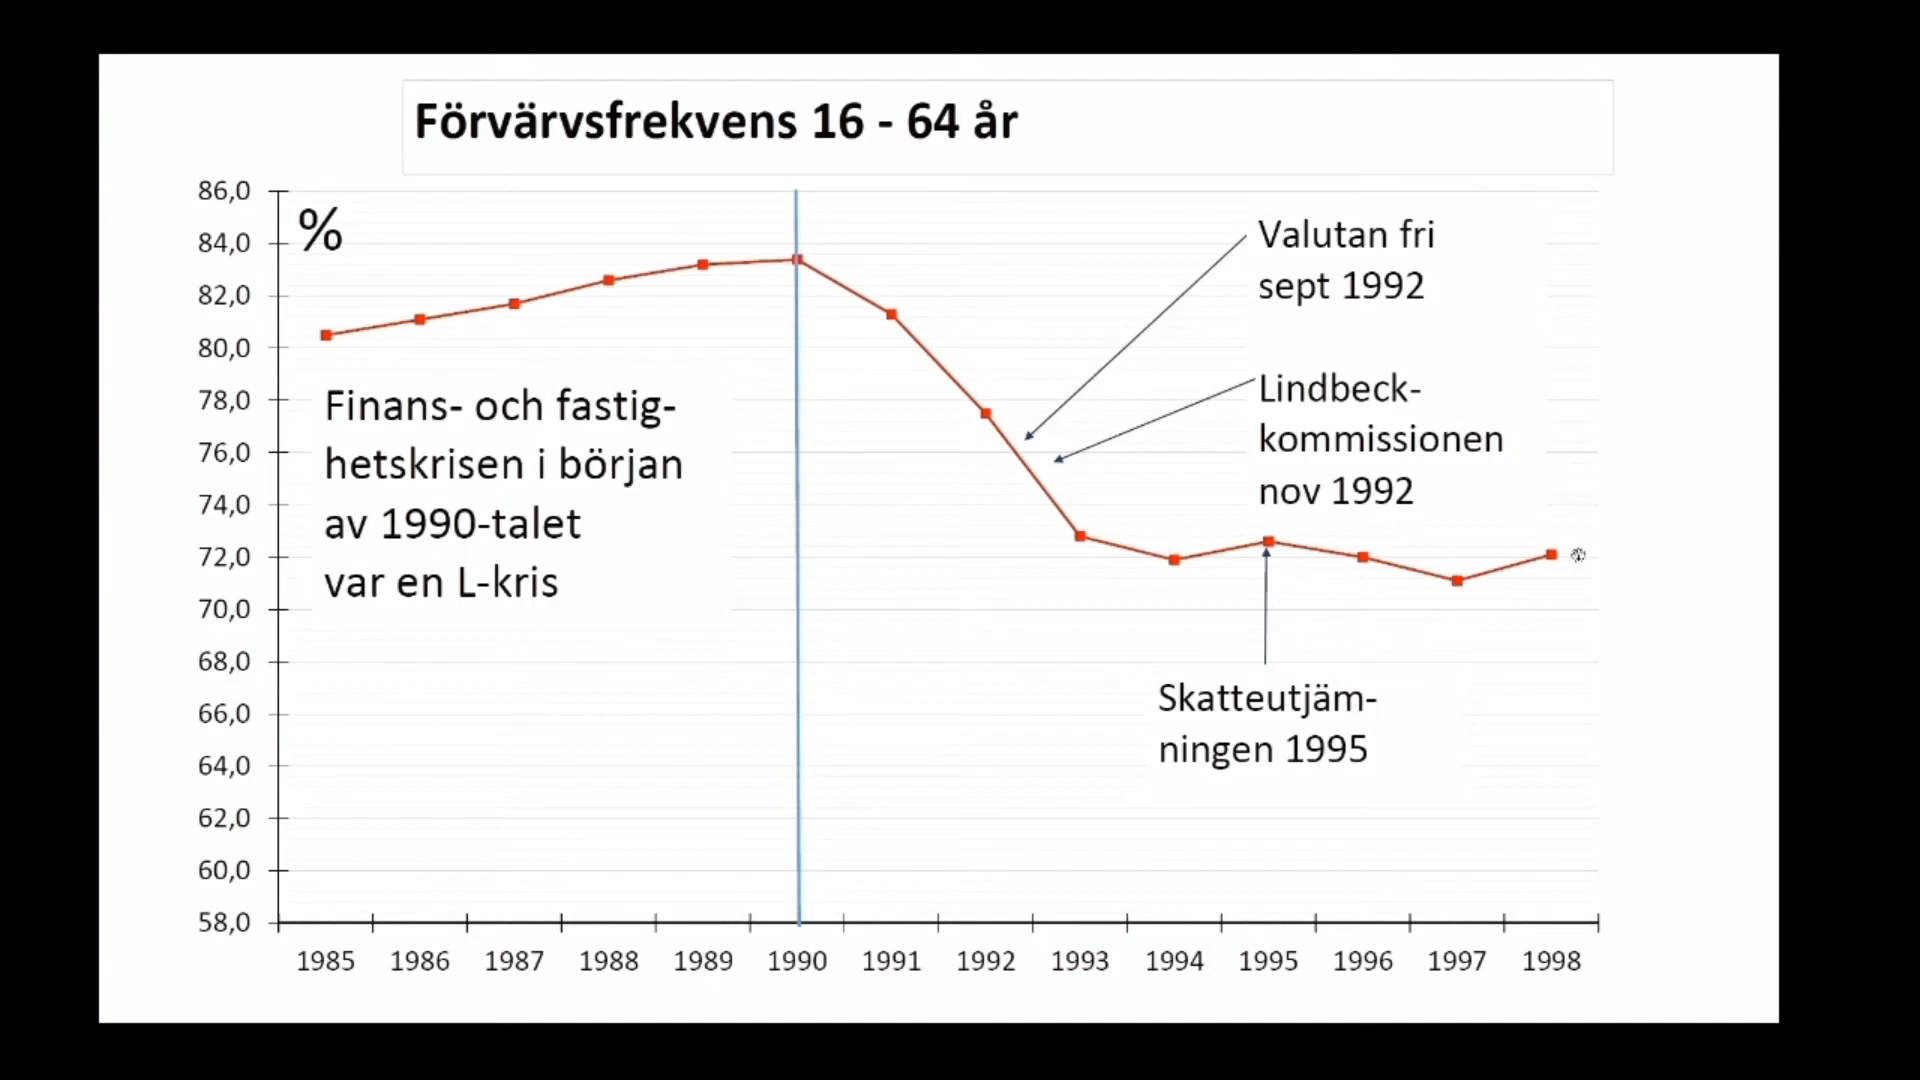 Förvärvsfrekvens 16 - 64 år
%
86,0
84,0
82,0
80,0
78,0
76,0
74,0
72,0
70,0
68,0
66,0
64,0
62,0
60,0
58,0
Finans- och fastig-
hetskrisen i början
av 1990-talet
var en L-kris
Valutan fri
sept 1992
Lindbeck-
kommissionen
nov 1992
Skatteutjäm-
ningen 1995
1985 1986 1987 1988 1989 1990 1991 1992 1993 1994 1995 1996 1997 1998